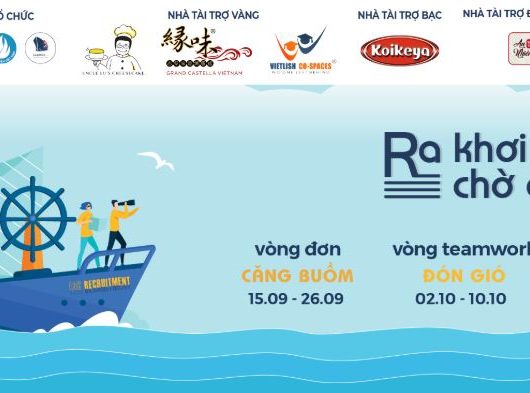 Ổ CHỨC
NHÀ TÀI TRỢ VÀNG
NHÀ TÀI TRỢ BẠC
NHÀ TÀI TRỢ Đ
UNCLE LU'S CHEESECAKE
緣味
GRAND CASTELLA VIETNAM
VIETLISH CO-SPACES
Koikeya
Ra khơi
chờ
vòng đơn
CĂNG BUỒM
15.09 - 26.09
vòng teamwork
ĐÓN GIÓ
02.10 - 10.10
RECRUITMENT